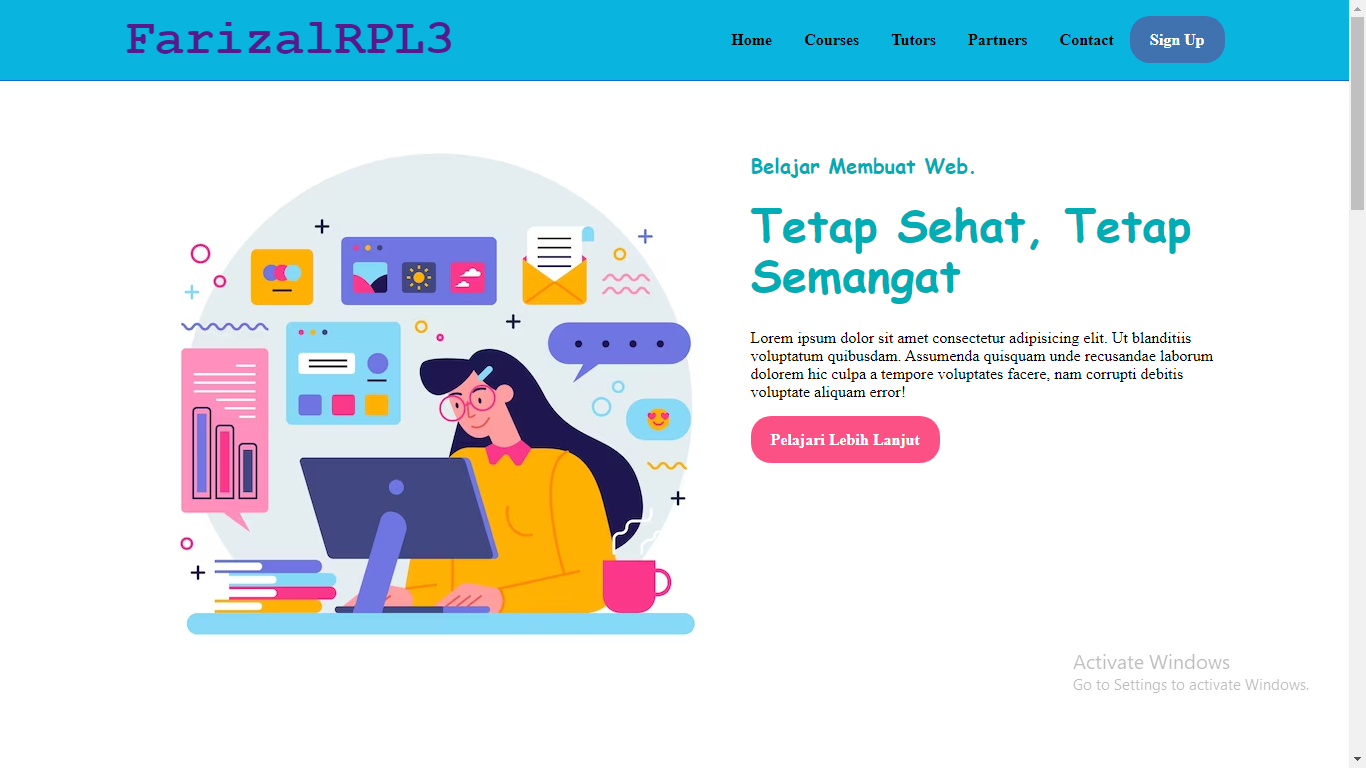 FarizalRPL3
Home Courses Tutors Partners Contact Sign Up
Belajar Membuat Web.
Tetap Sehat, Tetap
Semangat
Lorem ipsum dolor sit amet consectetur adipisicing elit. Ut blanditiis
voluptatum quibusdam. Assumenda quisquam unde recusandae laborum
dolorem hic culpa a tempore voluptates facere, nam corrupti debitis
voluptate aliquam error!
Pelajari Lebih Lanjut
Activate Windows
Go to Settings to activate Windows.